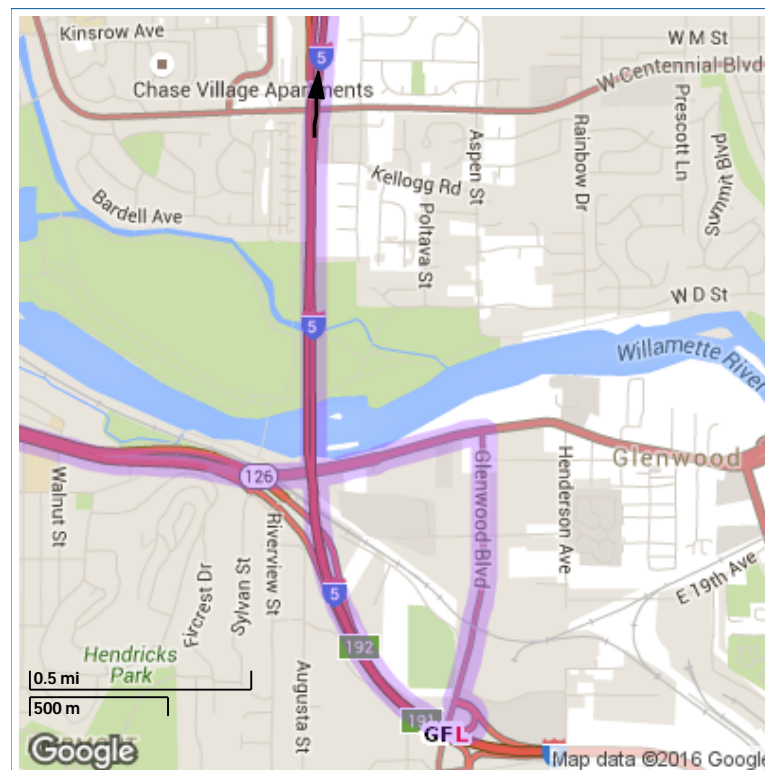 Kinsrow Ave
W M St
5
W Centennial Blvd
Chase Village Apartments
Prescott Ln
Summit Blvd
Aspen St
Rainbow Dr
Kellogg Rd
Bardell Ave
Poltava St
W D St
5
Willamette River
126
Glenwood
Walnut St
Glenwood Blvd
Henderson Ave
Riverview St
Fircrest Dr
Sylvan St
E 19th Ave
5
192
Hendricks
Park
Augusta St
0.5 mi
500 m
191
GFL
Google
Map data ©2016 Google